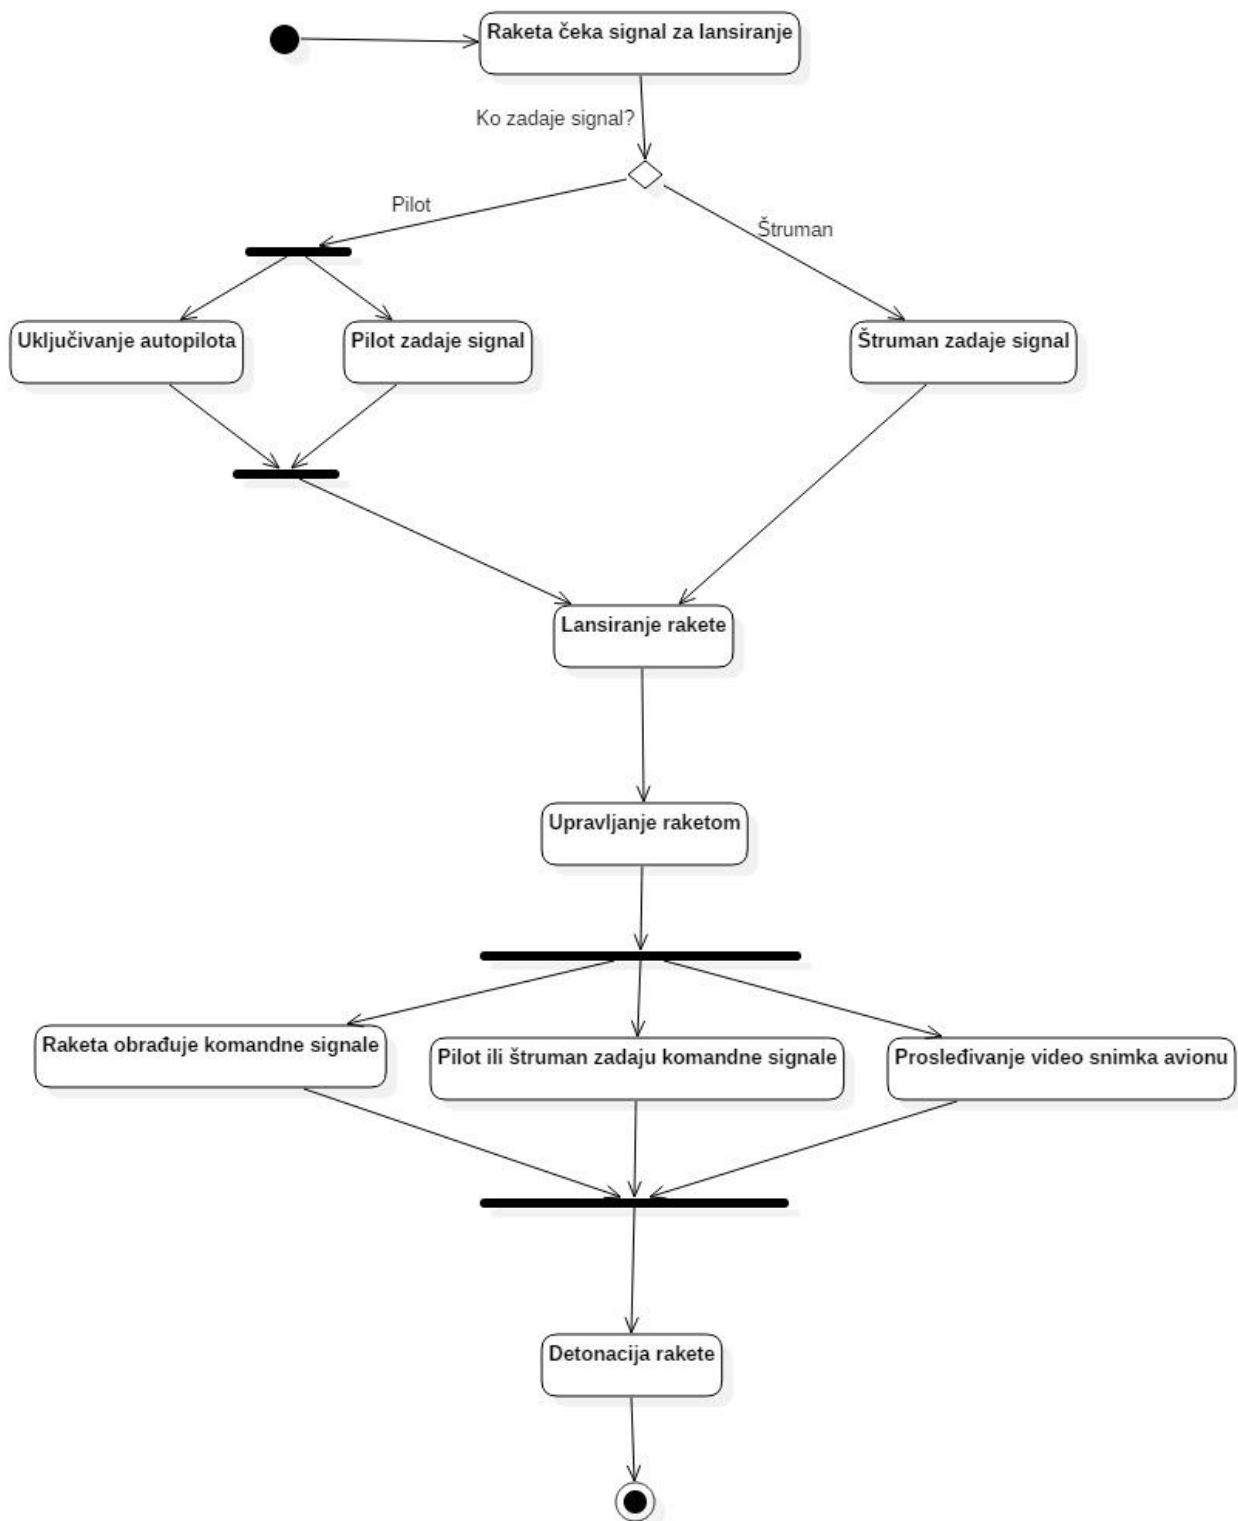 Raketa čeka signal za lansiranje
Ko zadaje signal?
Pilot
Štruman
Uključivanje autopilota
Pilot zadaje signal
Štruman zadaje signal
Lansiranje rakete
Upravljanje raketom
Raketa obrađuje komandne signale
Pilot ili štruman zadaju komandne signale
Prosleđivanje video snimka avionu
Detonacija rakete